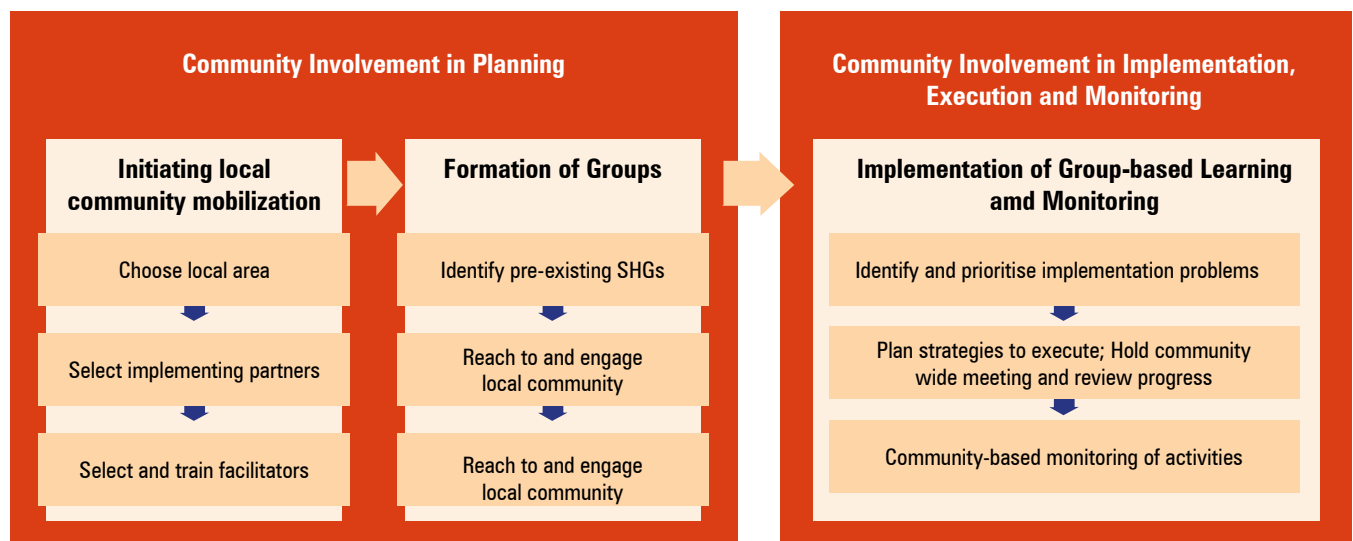 Community Involvement in Planning
Initiating local
community mobilization
Choose local area
Select implementing partners
Select and train facilitators
Formation of Groups
Identify pre-existing SHGs
Reach to and engage
local community
Reach to and engage
local community
Community Involvement in Implementation,
Execution and Monitoring
Implementation of Group-based Learning
amd Monitoring
Identify and prioritise implementation problems
Plan strategies to execute; Hold community
wide meeting and review progress
Community-based monitoring of activities